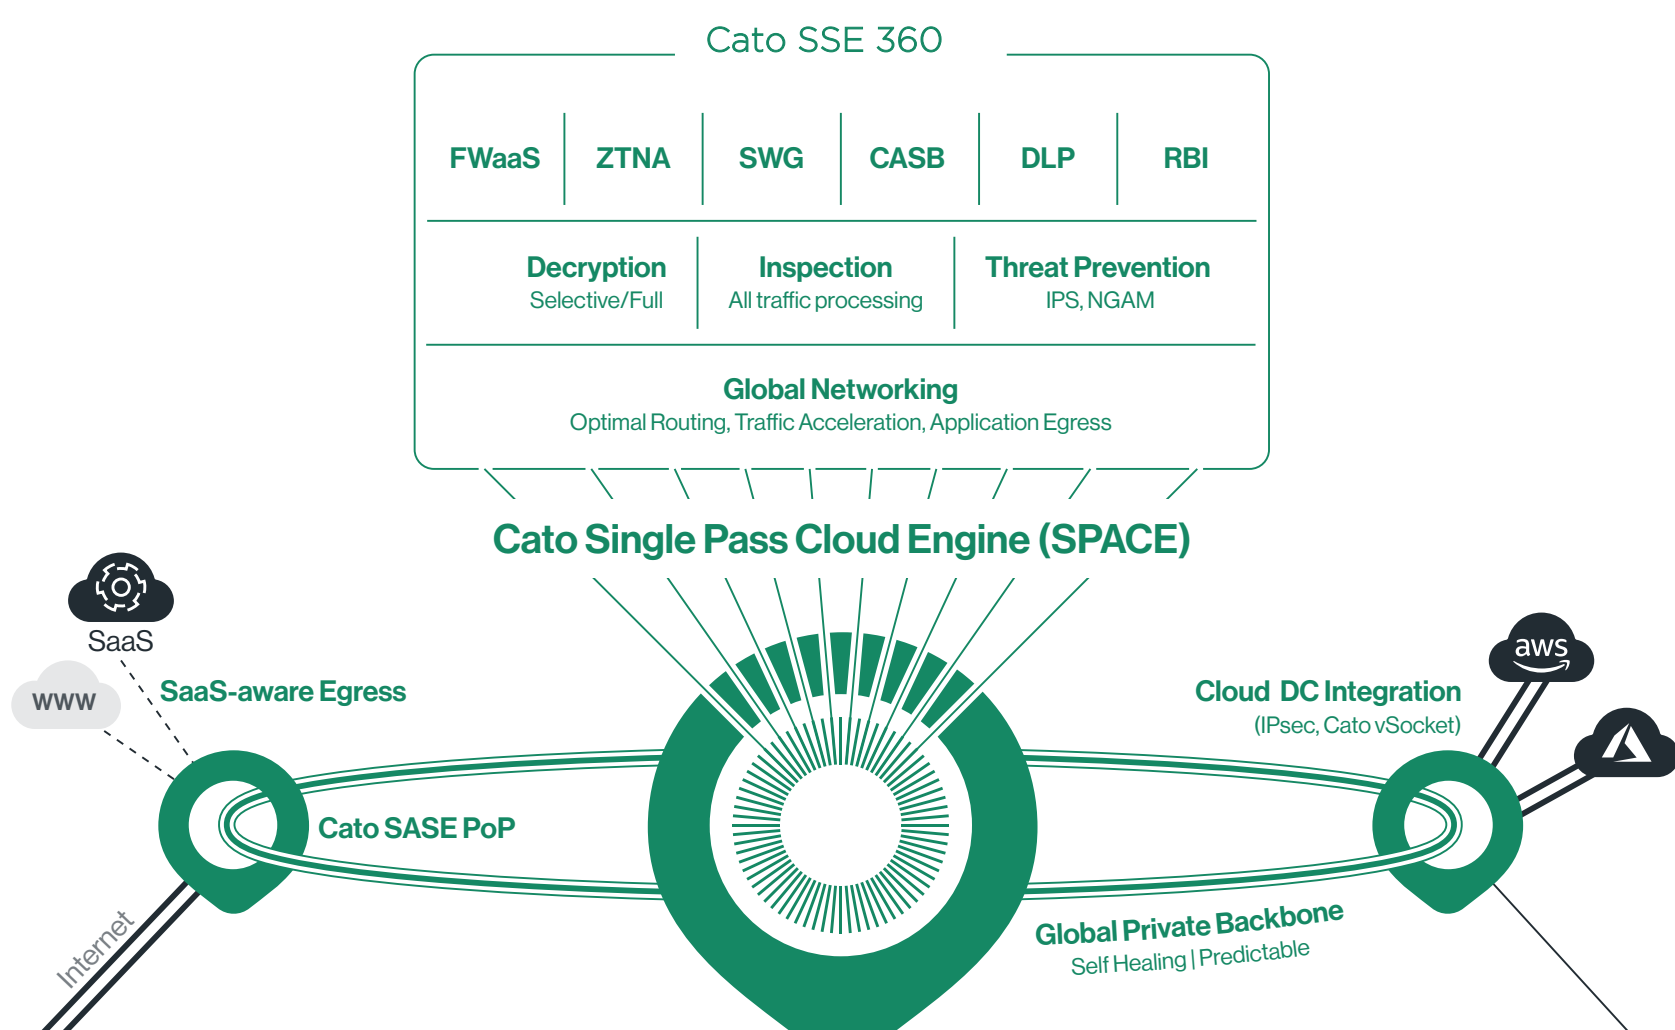 Cato SSE 360
FWaaS
ZTNA
SWG
CASB
DLP
RBI
Decryption
Selective/Full
Inspection
All traffic processing
Threat Prevention
IPS, NGAM
Global Networking
Optimal Routing, Traffic Acceleration, Application Egress
Cato Single Pass Cloud Engine (SPACE)
SaaS
WWW
SaaS-aware Egress
Cato SASE PoP
Internet
aws
Cloud DC Integration
(IPsec, Cato vSocket)
Global Private Backbone
Self Healing | Predictable